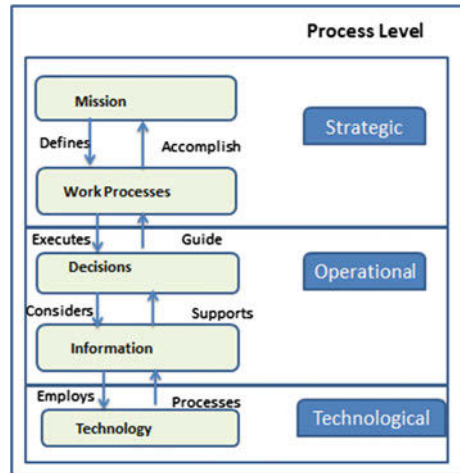 Process Level
Mission
Strategic
Defines
Accomplish
Work Processes
Executes
Guide
Decisions
Operational
Considers
Supports
Information
Employs
Processes
Technology
Technological